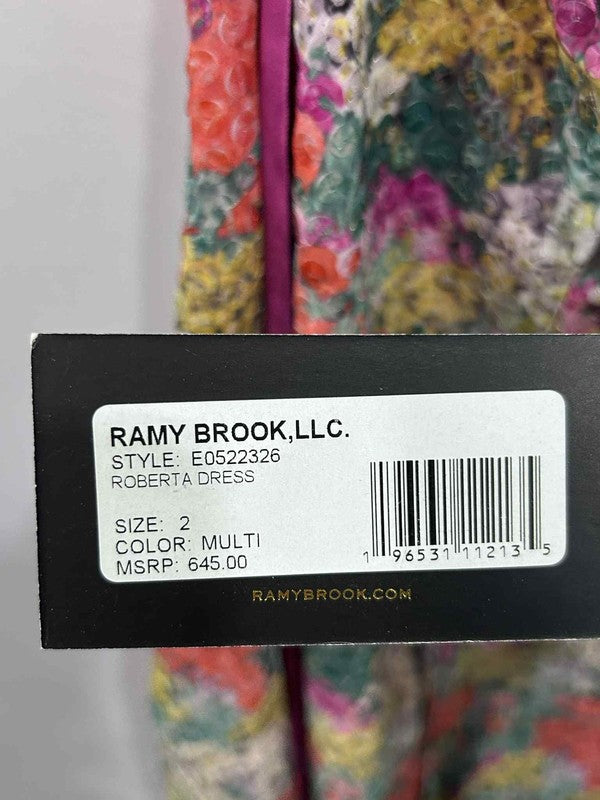 RAMY BROOK,LLC.
STYLE: E0522326
ROBERTA DRESS
SIZE: 2
COLOR: MULTI
MSRP: 645.00
1 96531 11213 5
RAMYBROOK.COM